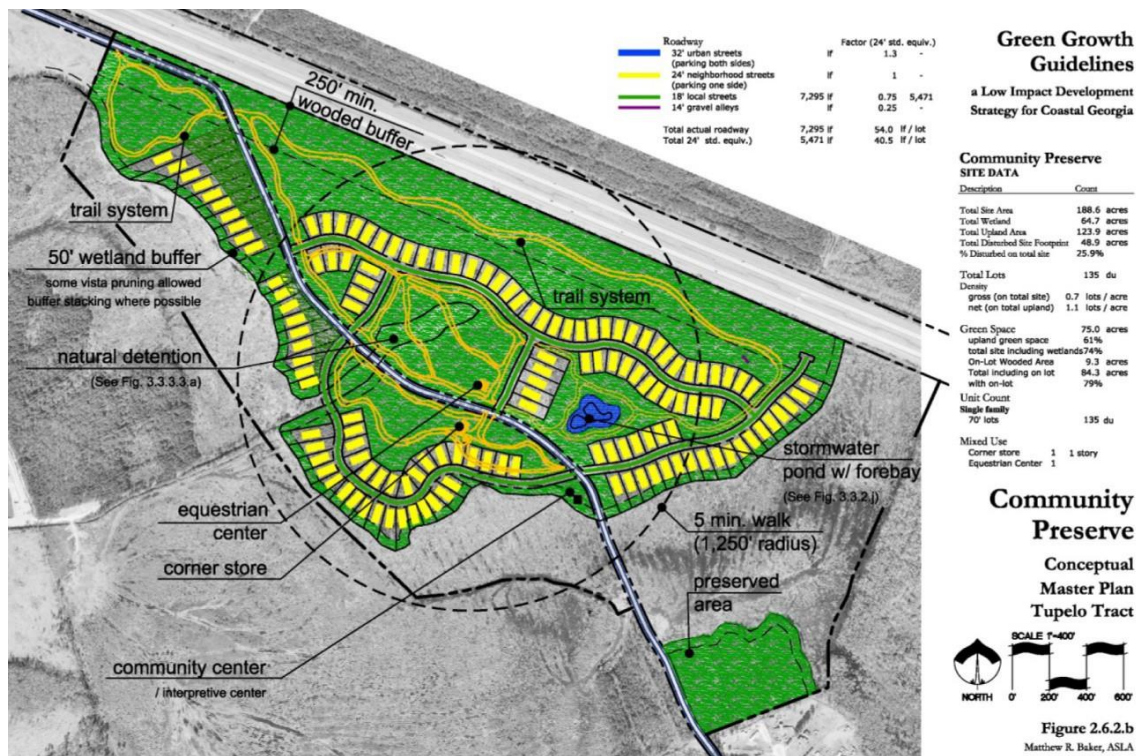 Roadway Factor (24' std. equiv.)
32' urban streets lf 1.3 -
(parking both sides)
24' neighborhood streets lf 1 -
(parking one side)
18' local streets 7,295 lf 0.75 5,471
14' gravel alleys lf 0.25 -
Total actual roadway 7,295 lf 54.0 lf / lot
Total 24' std. equiv.) 5,471 lf 40.5 lf / lot
Green Growth
Guidelines
a Low Impact Development
Strategy for Coastal Georgia
Community Preserve
SITE DATA
Description Count
Total Site Area 188.6 acres
Total Wetland 64.7 acres
Total Upland Area 123.9 acres
Total Disturbed Site Footprint 48.9 acres
% Disturbed on total site 25.9%
Total Lots 135 du
Density
gross (on total site) 0.7 lots / acre
net (on total upland) 1.1 lots / acre
Green Space 75.0 acres
upland green space 61%
total site including wetlands 74%
On-Lot Wooded Area 9.3 acres
Total including on lot 84.3 acres
with on-lot 79%
Unit Count
Single family
70' lots 135 du
Mixed Use
Corner store 1 1 story
Equestrian Center 1
250' min.
wooded buffer
trail system
50' wetland buffer
some vista pruning allowed
buffer stacking where possible
trail system
natural detention
(See Fig. 3.3.3.3.a)
stormwater
pond w/ forebay
(See Fig. 3.3.2.j)
equestrian
center
corner store
5 min. walk
(1,250' radius)
preserved
area
community center
/ interpretive center
Community
Preserve
Conceptual
Master Plan
Tupelo Tract
SCALE 1"=400'
NORTH 0' 200' 400' 600'
Figure 2.6.2.b
Matthew R. Baker, ASLA